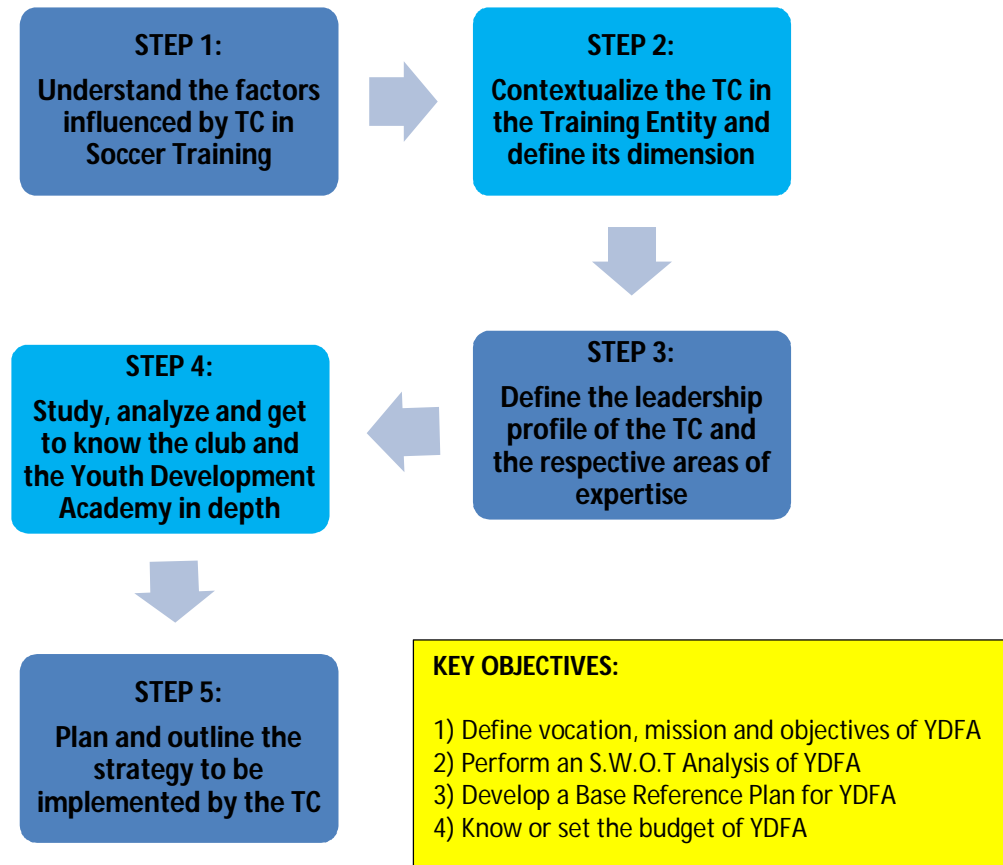 STEP 1:
Understand the factors
influenced by TC in
Soccer Training
STEP 2:
Contextualize the TC in
the Training Entity and
define its dimension
STEP 3:
Define the leadership
profile of the TC and
the respective areas of
expertise
STEP 4:
Study, analyze and get
to know the club and
the Youth Development
Academy in depth
STEP 5:
Plan and outline the
strategy to be
implemented by the TC
KEY OBJECTIVES:
1) Define vocation, mission and objectives of YDFA
2) Perform an S.W.O.T Analysis of YDFA
3) Develop a Base Reference Plan for YDFA
4) Know or set the budget of YDFA